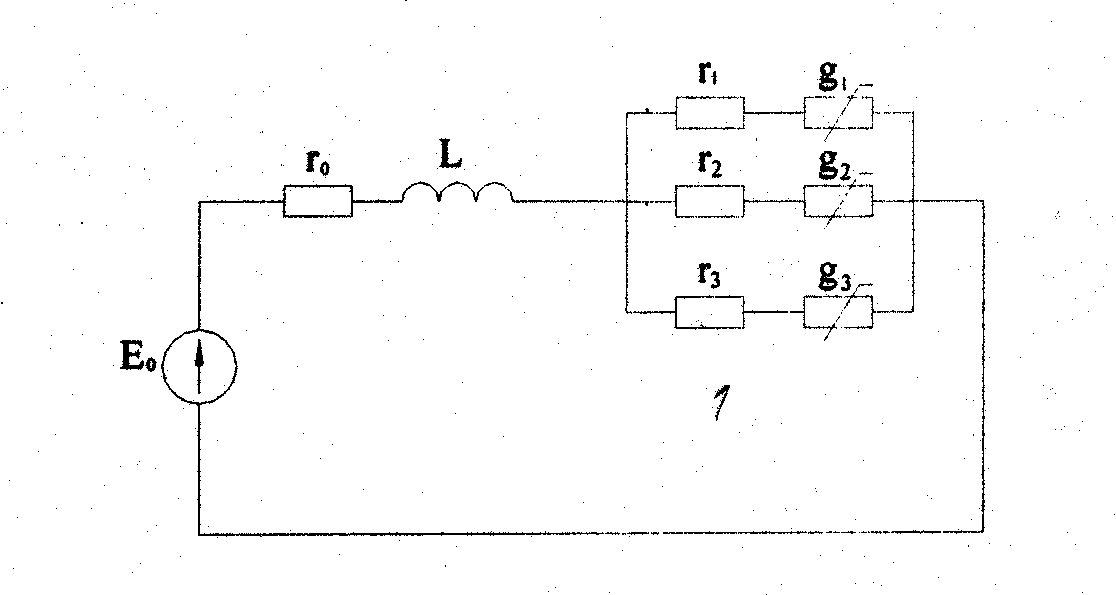 r₁ g₁
r₀ L r₂ g₂
r₃ g₃
E₀
1